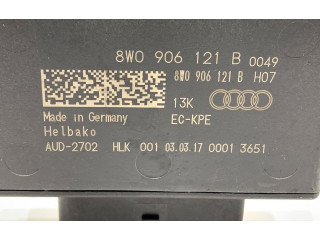 8W0 906 121 B 0049
8W0 906 121 B H07
13K
Made in Germany EC-KPE
Helbako
AUD-2702 HLK 001 03.03.17 0001 3651